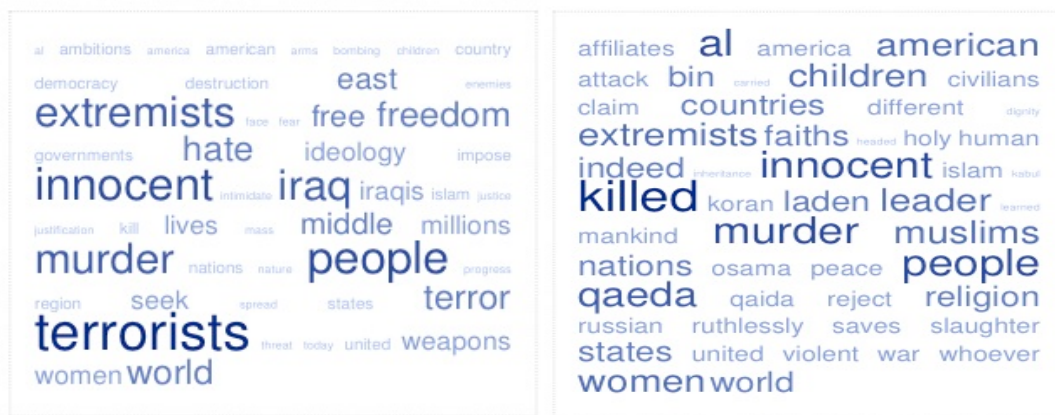 al ambitions america american arms bombing children country
democracy destruction east enemies
extremists face fear free freedom
governments hate ideology impose
innocent intimidate iraq iraqis islam justice
justification kill lives mass middle millions
murder nations nature people progress
region seek spread states terror
terrorists threat today united weapons
women world
affiliates al america american
attack bin carried children civilians
claim countries different dignity
extremists faiths headed holy human
indeed inheritance innocent islam kabul
killed koran laden leader learned
mankind murder muslims
nations osama peace people
qaeda qaida reject religion
russian ruthlessly saves slaughter
states united violent war whoever
women world